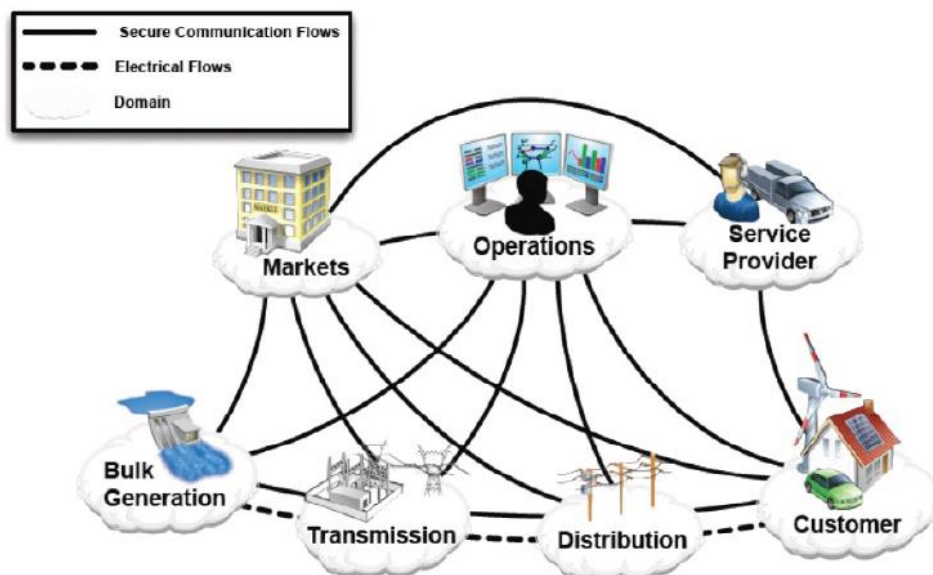 Secure Communication Flows
Electrical Flows
Domain
Markets
Operations
Service
Provider
Bulk
Generation
Transmission
Distribution
Customer